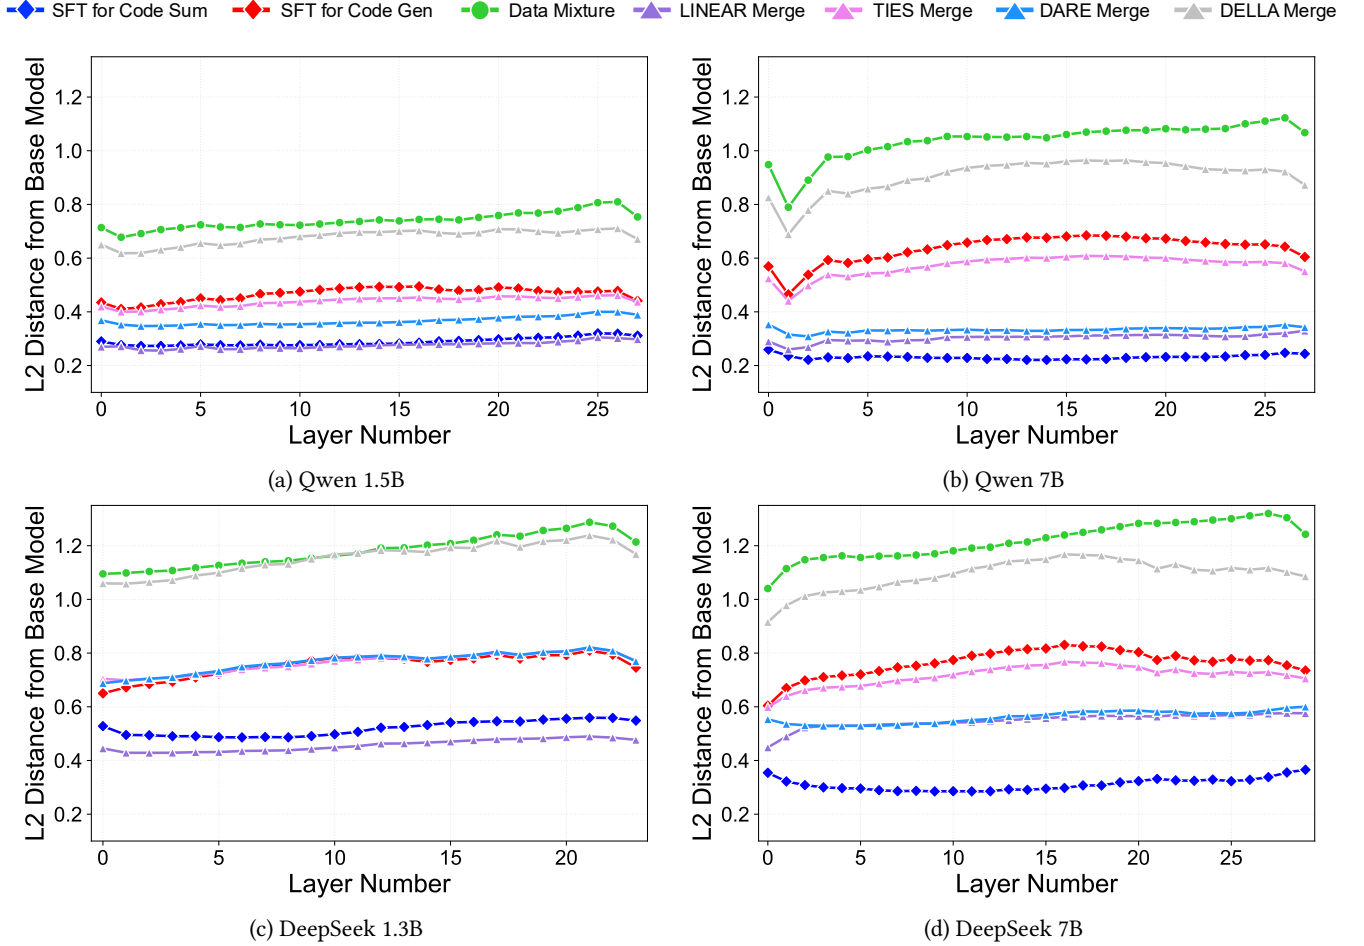 SFT for Code Sum SFT for Code Gen Data Mixture LINEAR Merge TIES Merge DARE Merge DELLA Merge
L2 Distance from Base Model
1.2
1.0
0.8
0.6
0.4
0.2
0 5 10 15 20 25
Layer Number
(a) Qwen 1.5B
L2 Distance from Base Model
1.2
1.0
0.8
0.6
0.4
0.2
0 5 10 15 20 25
Layer Number
(b) Qwen 7B
L2 Distance from Base Model
1.2
1.0
0.8
0.6
0.4
0.2
0 5 10 15 20
Layer Number
(c) DeepSeek 1.3B
L2 Distance from Base Model
1.2
1.0
0.8
0.6
0.4
0.2
0 5 10 15 20 25
Layer Number
(d) DeepSeek 7B